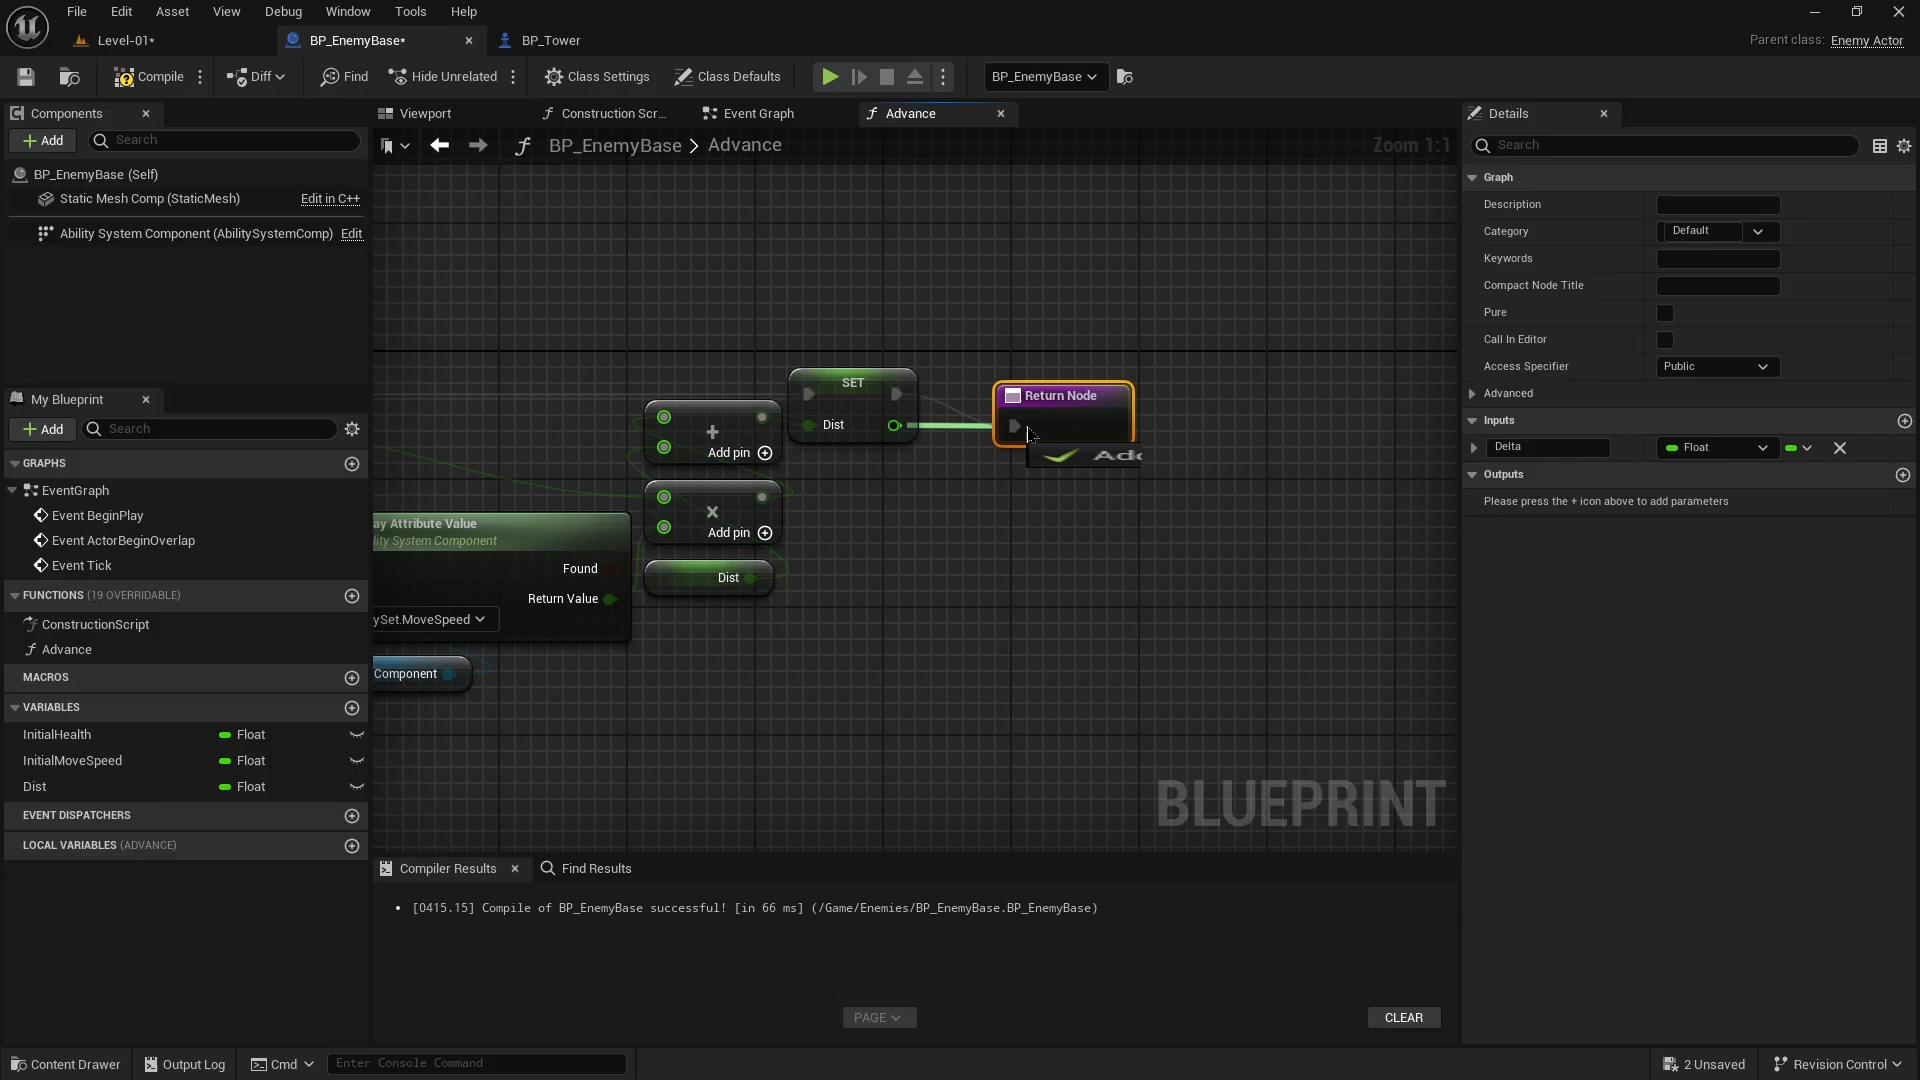 File Edit Asset View Debug Window Tools Help
Level-01* BP_EnemyBase* BP_Tower Parent class: Enemy Actor
Compile Diff Find Hide Unrelated Class Settings Class Defaults BP_EnemyBase
Components Viewport Construction Scr... Event Graph Advance Details
Add Search BP_EnemyBase > Advance Zoom 1:1 Search
BP_EnemyBase (Self)
Static Mesh Comp (StaticMesh) Edit in C++
Ability System Component (AbilitySystemComp) Edit
My Blueprint
Add Search
GRAPHS
EventGraph
Event BeginPlay
Event ActorBeginOverlap
Event Tick
FUNCTIONS (19 OVERRIDABLE)
ConstructionScript
Advance
MACROS
VARIABLES
InitialHealth Float
InitialMoveSpeed Float
Dist Float
EVENT DISPATCHERS
LOCAL VARIABLES (ADVANCE)
SET
Dist
Return Node
+
Add pin
×
Add pin
Dist
ay Attribute Value
lity System Component
Found
Return Value
ySet.MoveSpeed
Component
BLUEPRINT
Graph
Description
Category Default
Keywords
Compact Node Title
Pure
Call In Editor
Access Specifier Public
Advanced
Inputs
Delta Float
Outputs
Please press the + icon above to add parameters
Compiler Results Find Results
• [0415.15] Compile of BP_EnemyBase successful! [in 66 ms] (/Game/Enemies/BP_EnemyBase.BP_EnemyBase)
PAGE CLEAR
Content Drawer Output Log Cmd Enter Console Command 2 Unsaved Revision Control